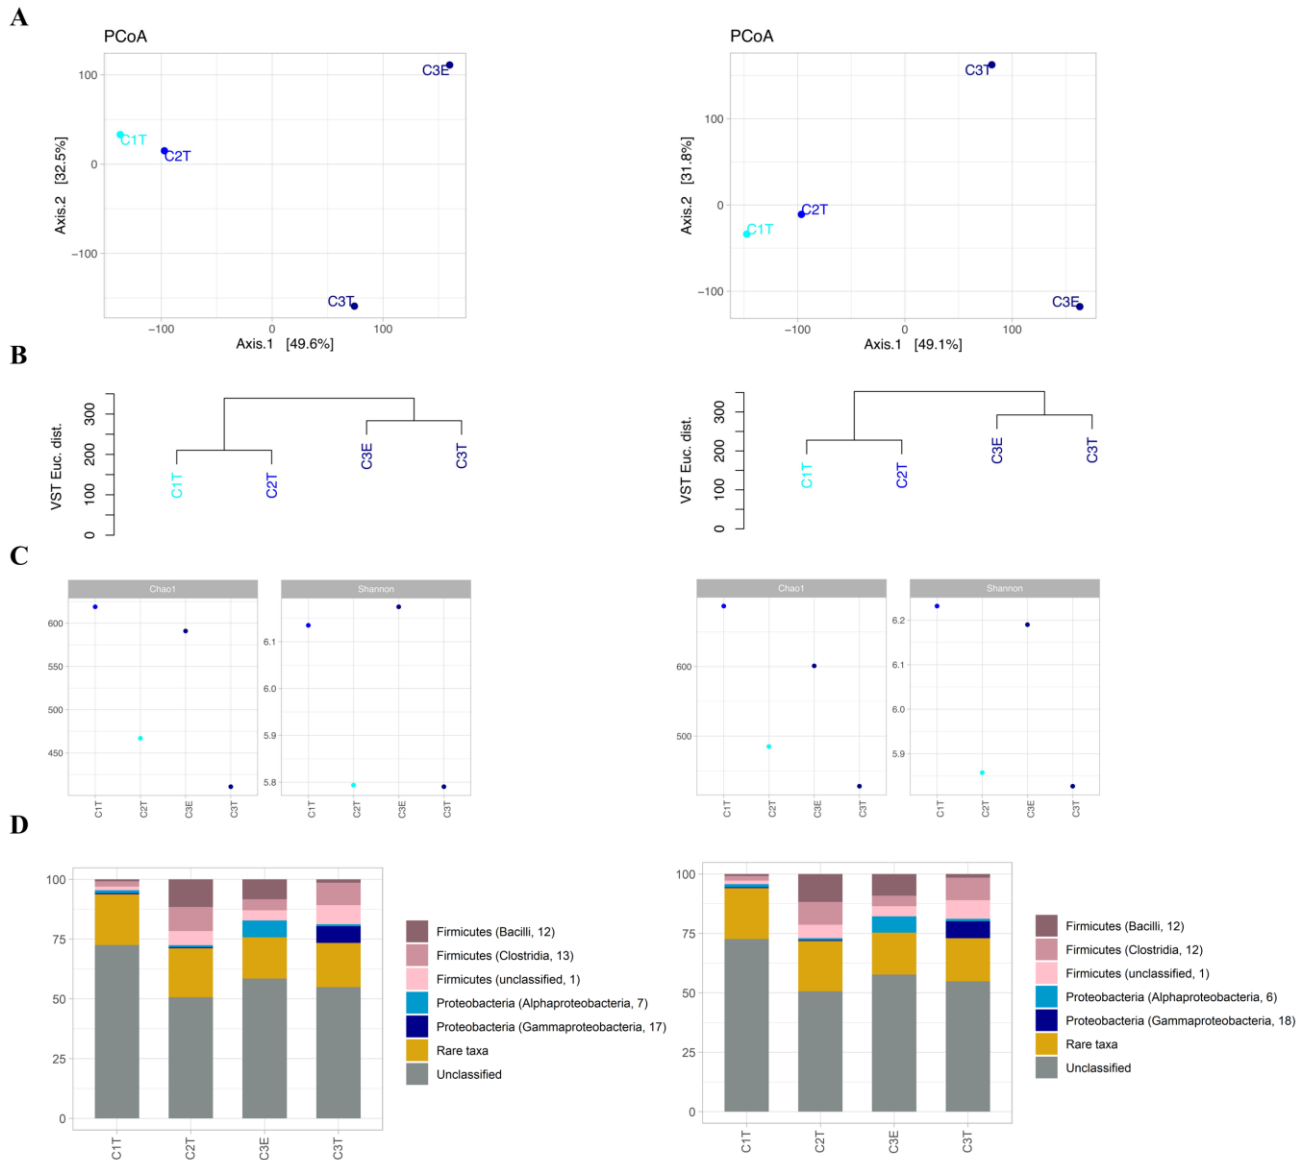 A
PCoA
PCoA
C3E
C1T
C2T
C3T
100
0
−100
Axis.2 [32.5%]
−100
0
100
Axis.1 [49.6%]
C3T
C2T
C1T
C3E
100
0
−100
Axis.2 [31.8%]
−100
0
100
Axis.1 [49.1%]
B
VST Euc. dist.
0
100
200
300
C1T
C2T
C3E
C3T
VST Euc. dist.
0
100
200
300
C1T
C2T
C3E
C3T
C
Chao1
600
550
500
450
C1T
C2T
C3E
C3T
Shannon
6.1
6.0
5.9
5.8
C1T
C2T
C3E
C3T
Chao1
600
500
C1T
C2T
C3E
C3T
Shannon
6.2
6.1
6.0
5.9
C1T
C2T
C3E
C3T
D
100
75
50
25
0
C1T
C2T
C3E
C3T
Firmicutes (Bacilli, 12)
Firmicutes (Clostridia, 13)
Firmicutes (unclassified, 1)
Proteobacteria (Alphaproteobacteria, 7)
Proteobacteria (Gammaproteobacteria, 17)
Rare taxa
Unclassified
100
75
50
25
0
C1T
C2T
C3E
C3T
Firmicutes (Bacilli, 12)
Firmicutes (Clostridia, 12)
Firmicutes (unclassified, 1)
Proteobacteria (Alphaproteobacteria, 6)
Proteobacteria (Gammaproteobacteria, 18)
Rare taxa
Unclassified